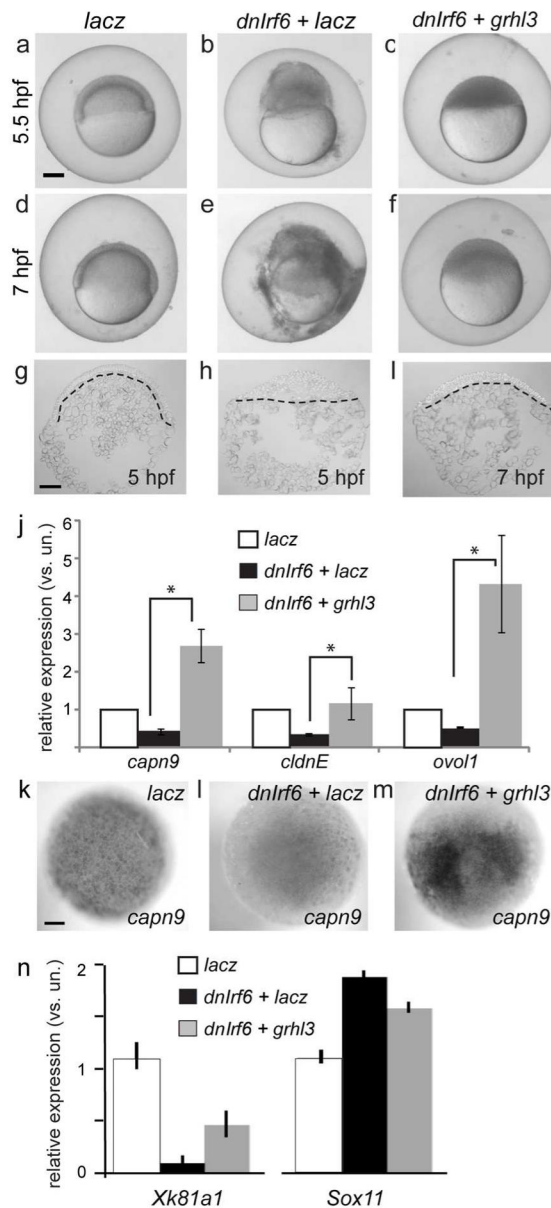 lacz dnIrf6 + lacz dnIrf6 + grhl3
a b c
5.5 hpf
d e f
7 hpf
g h I
5 hpf 5 hpf 7 hpf
j
relative expression (vs. un.)
6
5
4
3
2
1
lacz
dnIrf6 + lacz
dnIrf6 + grhl3
* * *
capn9 cldnE ovol1
k lacz l dnIrf6 + lacz m dnIrf6 + grhl3
capn9 capn9 capn9
n
relative expression (vs. un.)
2
1
0
lacz
dnIrf6 + lacz
dnIrf6 + grhl3
Xk81a1 Sox11